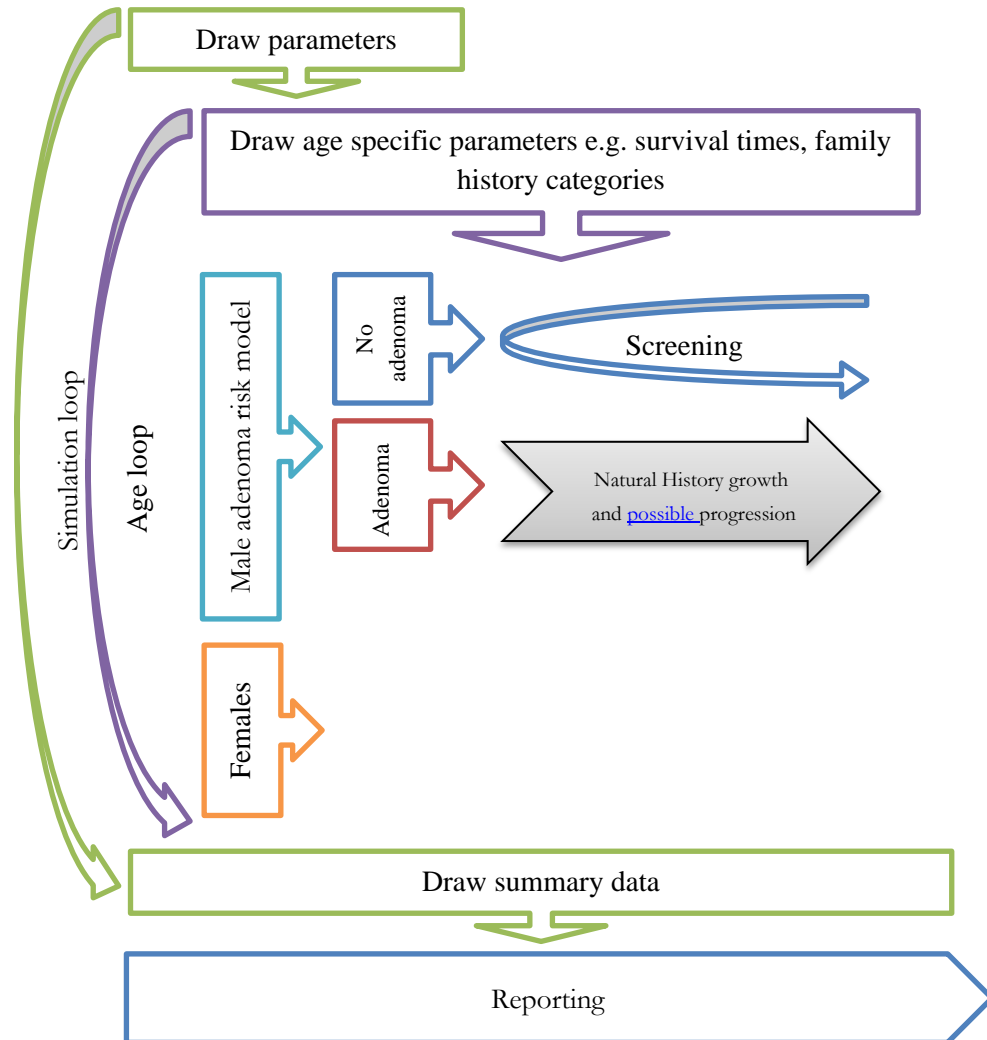 Draw parameters
Draw age specific parameters e.g. survival times, family
history categories
Simulation loop
Age loop
Male adenoma risk model
No
adenoma
Screening
Adenoma
Natural History growth
and possible progression
Females
Draw summary data
Reporting